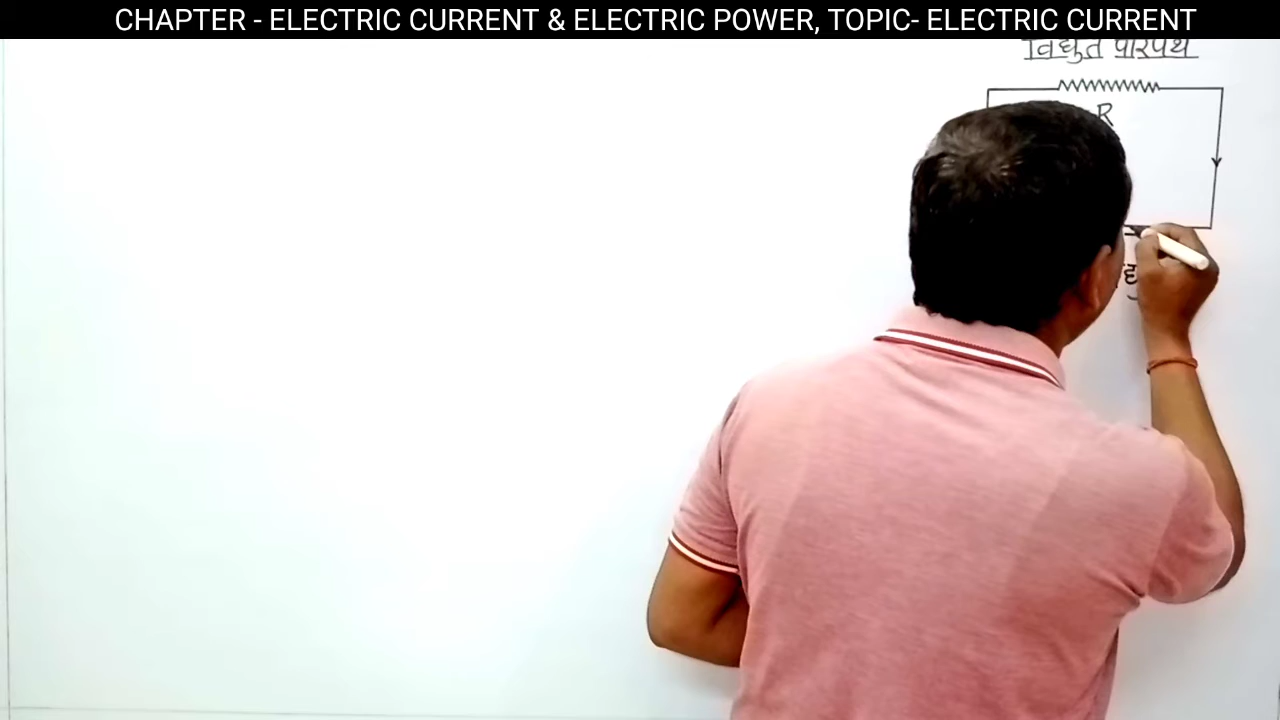 CHAPTER - ELECTRIC CURRENT & ELECTRIC POWER, TOPIC- ELECTRIC CURRENT
विद्युत परिपथ
R